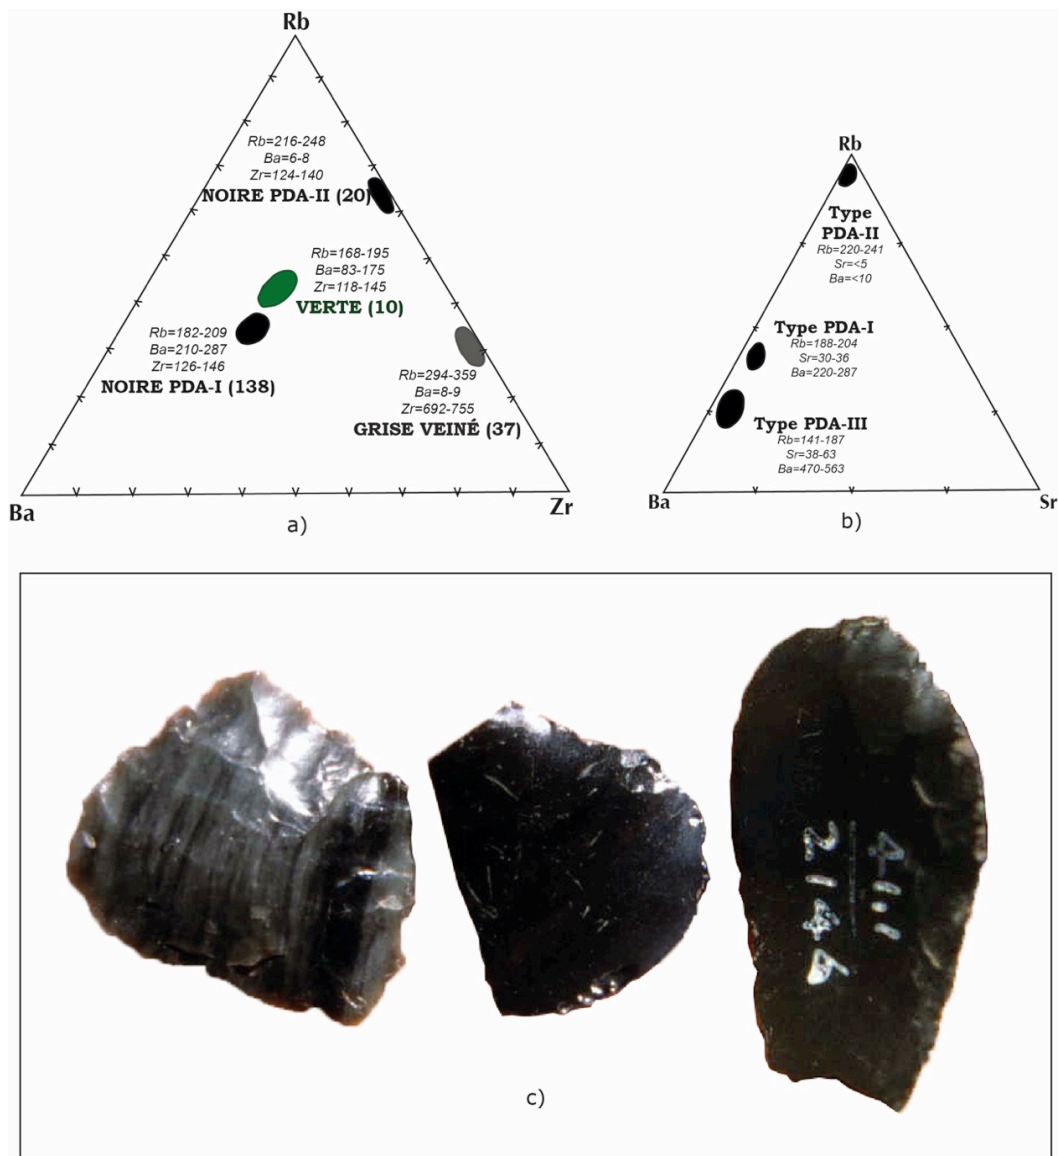 Rb
Rb=216-248
Ba=6-8
Zr=124-140
NOIRE PDA-II (20)
Rb=168-195
Ba=83-175
Zr=118-145
VERTE (10)
Rb=182-209
Ba=210-287
Zr=126-146
NOIRE PDA-I (138)
Rb=294-359
Ba=8-9
Zr=692-755
GRISE VEINÉ (37)
Ba
Zr
a)
Rb
Type
PDA-II
Rb=220-241
Sr=<5
Ba=<10
Type PDA-I
Rb=188-204
Sr=30-36
Ba=220-287
Type PDA-III
Rb=141-187
Sr=38-63
Ba=470-563
Ba
Sr
b)
2146
c)